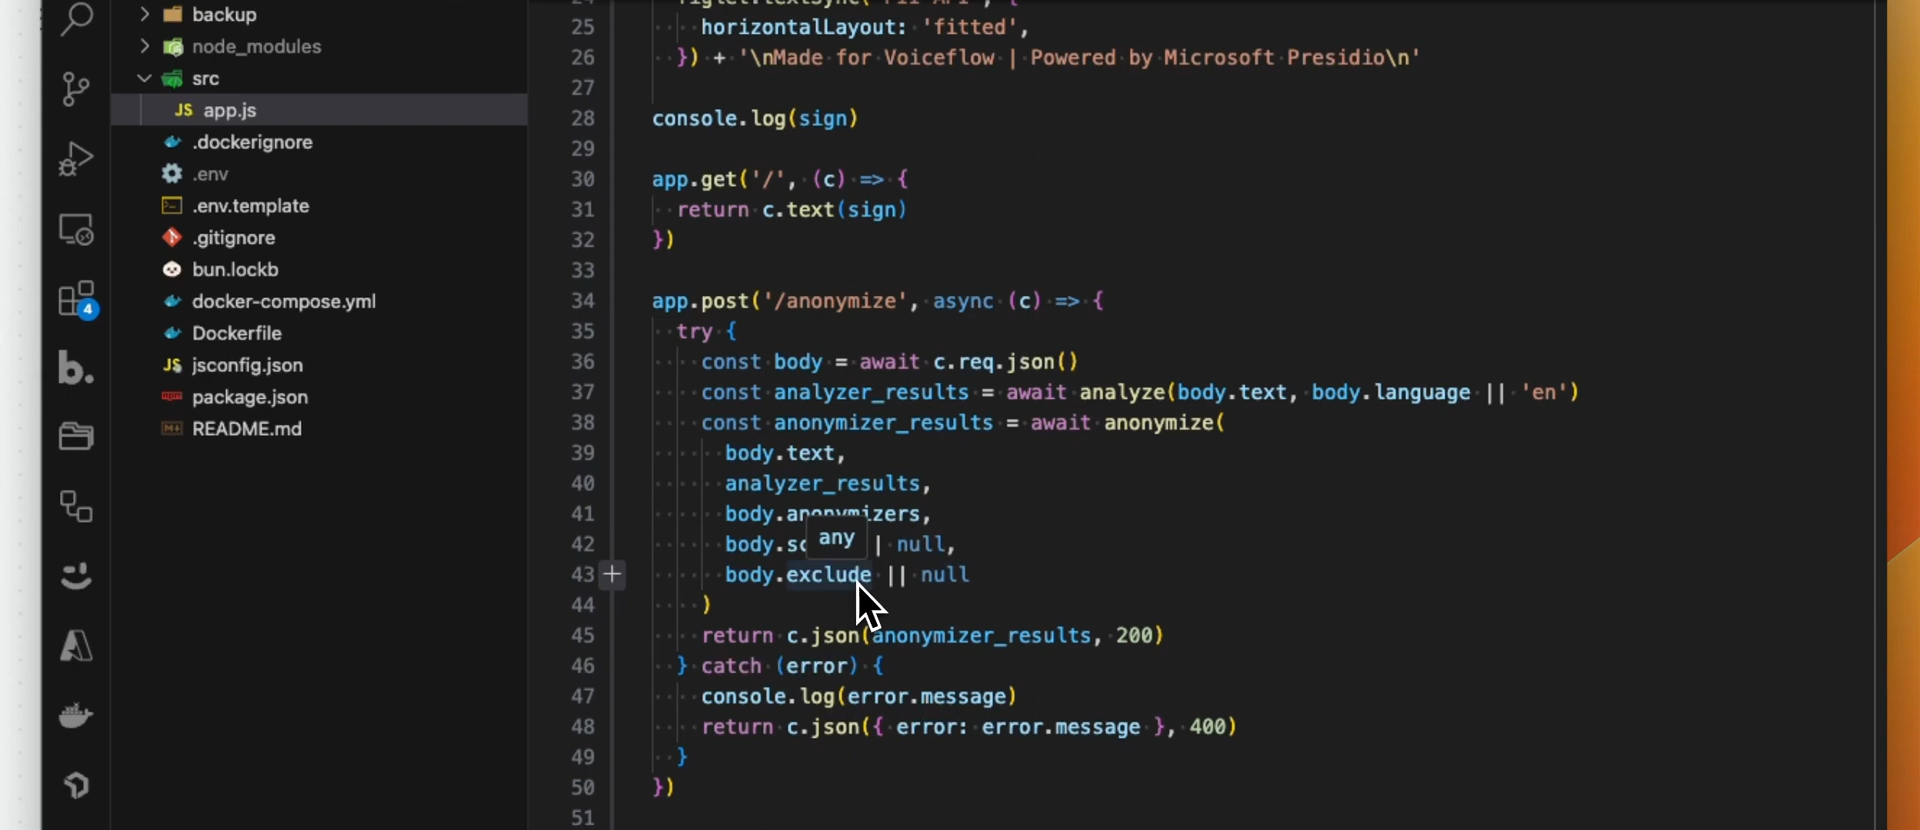 backup
node_modules
src
JS app.js
.dockerignore
.env
.env.template
.gitignore
bun.lockb
docker-compose.yml
Dockerfile
JS jsconfig.json
package.json
README.md
4
b.
25 horizontalLayout: 'fitted',
26 }) + '\nMade for Voiceflow | Powered by Microsoft Presidio\n'
27
28 console.log(sign)
29
30 app.get('/', (c) => {
31 return c.text(sign)
32 })
33
34 app.post('/anonymize', async (c) => {
35 try {
36 const body = await c.req.json()
37 const analyzer_results = await analyze(body.text, body.language || 'en')
38 const anonymizer_results = await anonymize(
39 body.text,
40 analyzer_results,
41 body.anonymizers,
any
42 body.sc | null,
43 body.exclude || null
44 )
45 return c.json(anonymizer_results, 200)
46 } catch (error) {
47 console.log(error.message)
48 return c.json({ error: error.message }, 400)
49 }
50 })
51